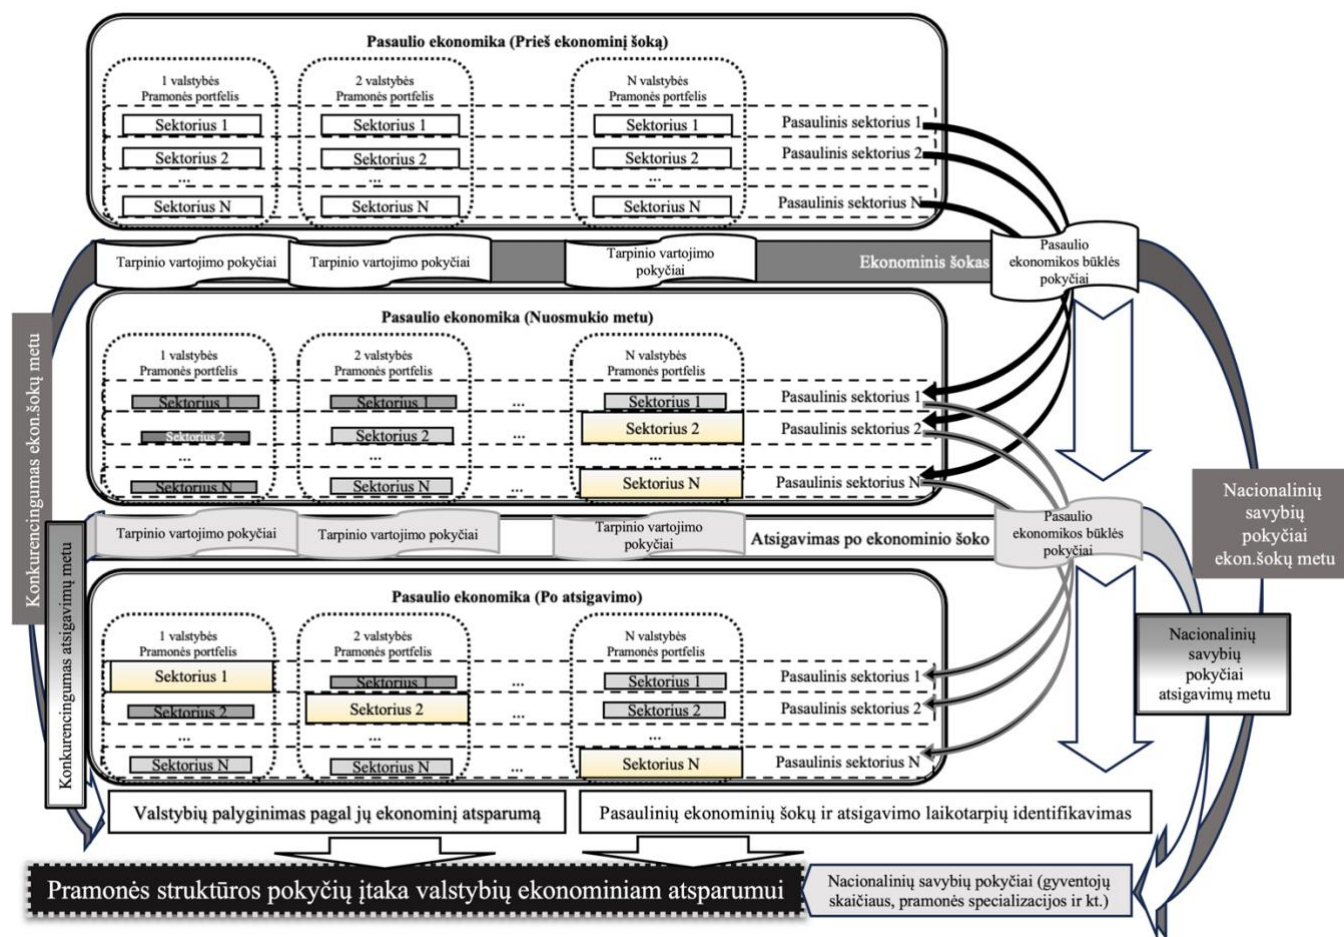 Pasaulio ekonomika (Prieš ekonominį šoką)
1 valstybės
Pramonės portfelis
2 valstybės
Pramonės portfelis
N valstybės
Pramonės portfelis
Sektorius 1
Sektorius 1
Sektorius 1
Pasaulinis sektorius 1
Sektorius 2
Sektorius 2
Sektorius 2
Pasaulinis sektorius 2
...
...
...
Sektorius N
Sektorius N
Sektorius N
Pasaulinis sektorius N
Tarpinio vartojimo pokyčiai
Tarpinio vartojimo pokyčiai
Tarpinio vartojimo
pokyčiai
Ekonominis šokas
Pasaulio
ekonomikos būklės
pokyčiai
Pasaulio ekonomika (Nuosmukio metu)
1 valstybės
Pramonės portfelis
2 valstybės
Pramonės portfelis
N valstybės
Pramonės portfelis
Sektorius 1
Sektorius 1
...
Sektorius 1
Pasaulinis sektorius 1
Sektorius 2
Sektorius 2
...
Sektorius 2
Pasaulinis sektorius 2
...
...
...
Sektorius N
Sektorius N
...
Sektorius N
Pasaulinis sektorius N
Tarpinio vartojimo pokyčiai
Tarpinio vartojimo pokyčiai
Tarpinio vartojimo
pokyčiai
Atsigavimas po ekonominio šoko
Pasaulio
ekonomikos būklės
pokyčiai
Pasaulio ekonomika (Po atsigavimo)
1 valstybės
Pramonės portfelis
2 valstybės
Pramonės portfelis
N valstybės
Pramonės portfelis
Sektorius 1
Sektorius 1
...
Sektorius 1
Pasaulinis sektorius 1
Sektorius 2
Sektorius 2
...
Sektorius 2
Pasaulinis sektorius 2
...
...
...
Sektorius N
Sektorius N
...
Sektorius N
Pasaulinis sektorius N
Konkurencingumas ekon.šokų metu
Konkurencingumas atsigavimų metu
Nacionalinių
savybių
pokyčiai
ekon.šokų metu
Nacionalinių
savybių
pokyčiai
atsigavimų metu
Valstybių palyginimas pagal jų ekonominį atsparumą
Pasaulinių ekonominių šokų ir atsigavimo laikotarpių identifikavimas
Pramonės struktūros pokyčių įtaka valstybių ekonominiam atsparumui
Nacionalinių savybių pokyčiai (gyventojų
skaičiaus, pramonės specializacijos ir kt.)